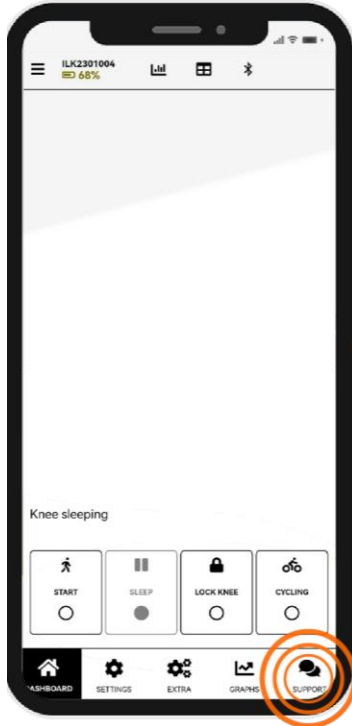 ILK2301004
68%
Knee sleeping
START
SLEEP
LOCK KNEE
CYCLING
DASHBOARD
SETTINGS
EXTRA
GRAPHS
SUPPORT